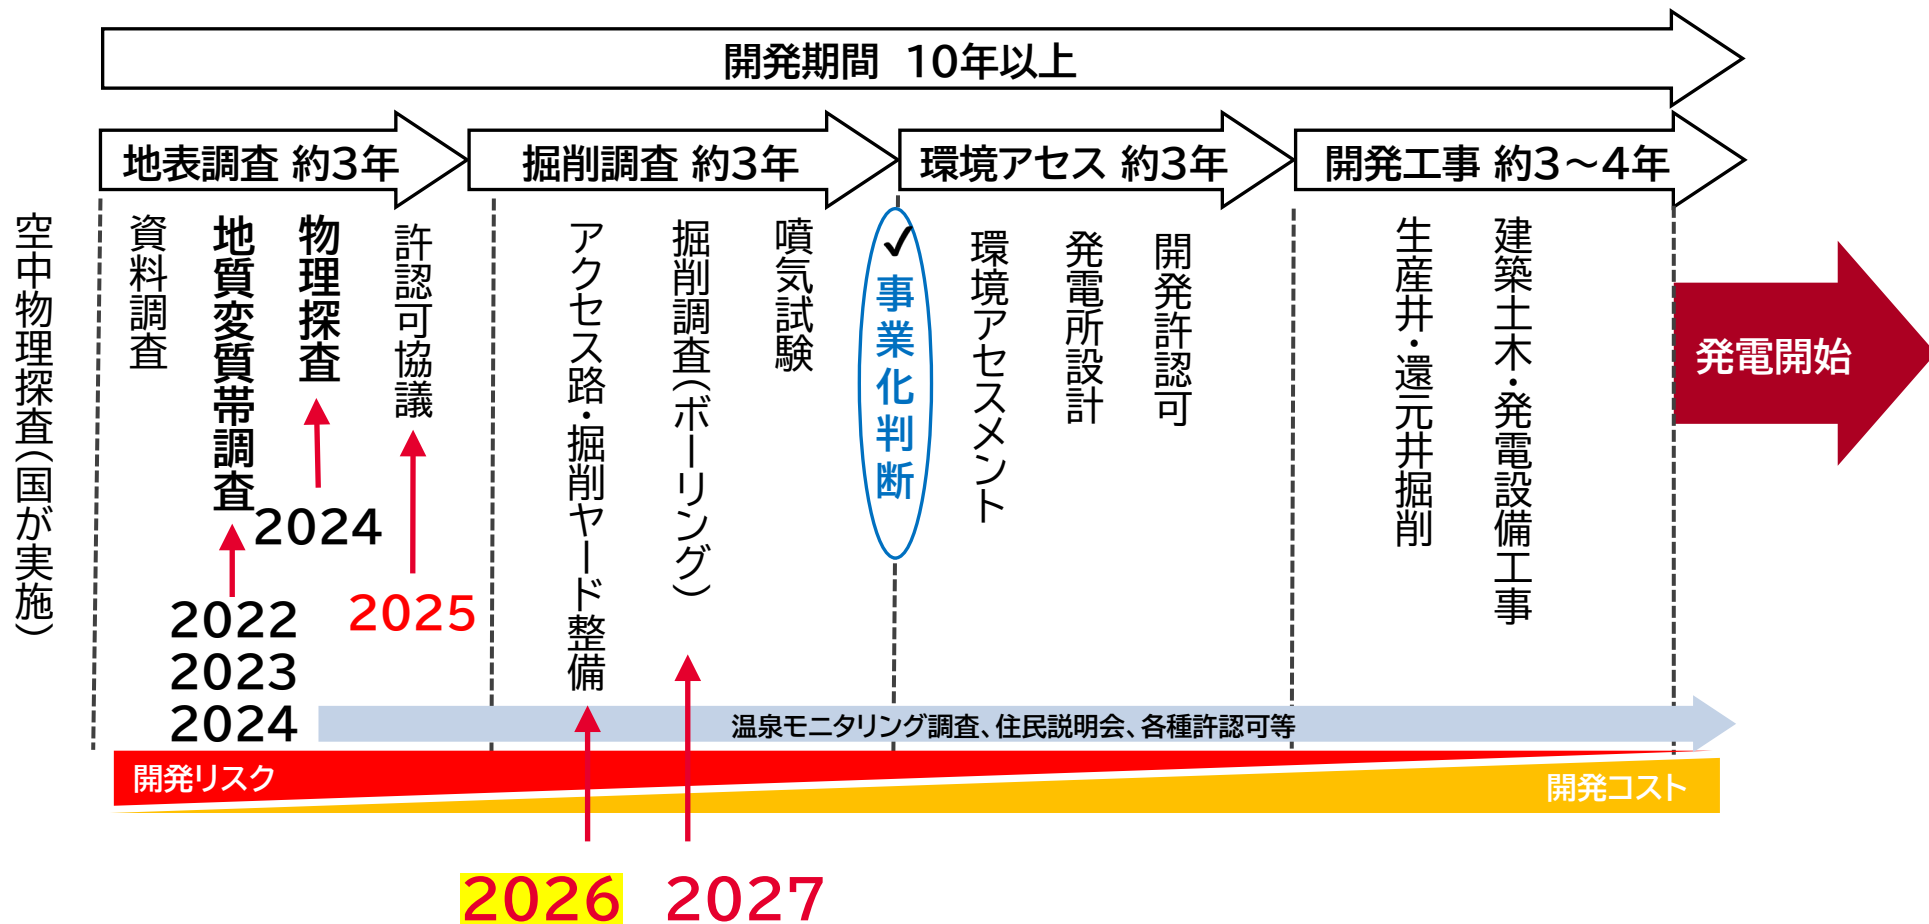 開発期間 10年以上
地表調査 約3年
掘削調査 約3年
環境アセス 約3年
開発工事 約3～4年
空中物理探査(国が実施)
資料調査
地質変質帯調査
物理探査
許認可協議
アクセス路・掘削ヤード整備
掘削調査(ボーリング)
噴気試験
✓事業化判断
環境アセスメント
発電所設計
開発許認可
生産井・還元井掘削
建築土木・発電設備工事
発電開始
2024
2022
2023
2024
2025
温泉モニタリング調査、住民説明会、各種許認可等
開発リスク
開発コスト
2026
2027